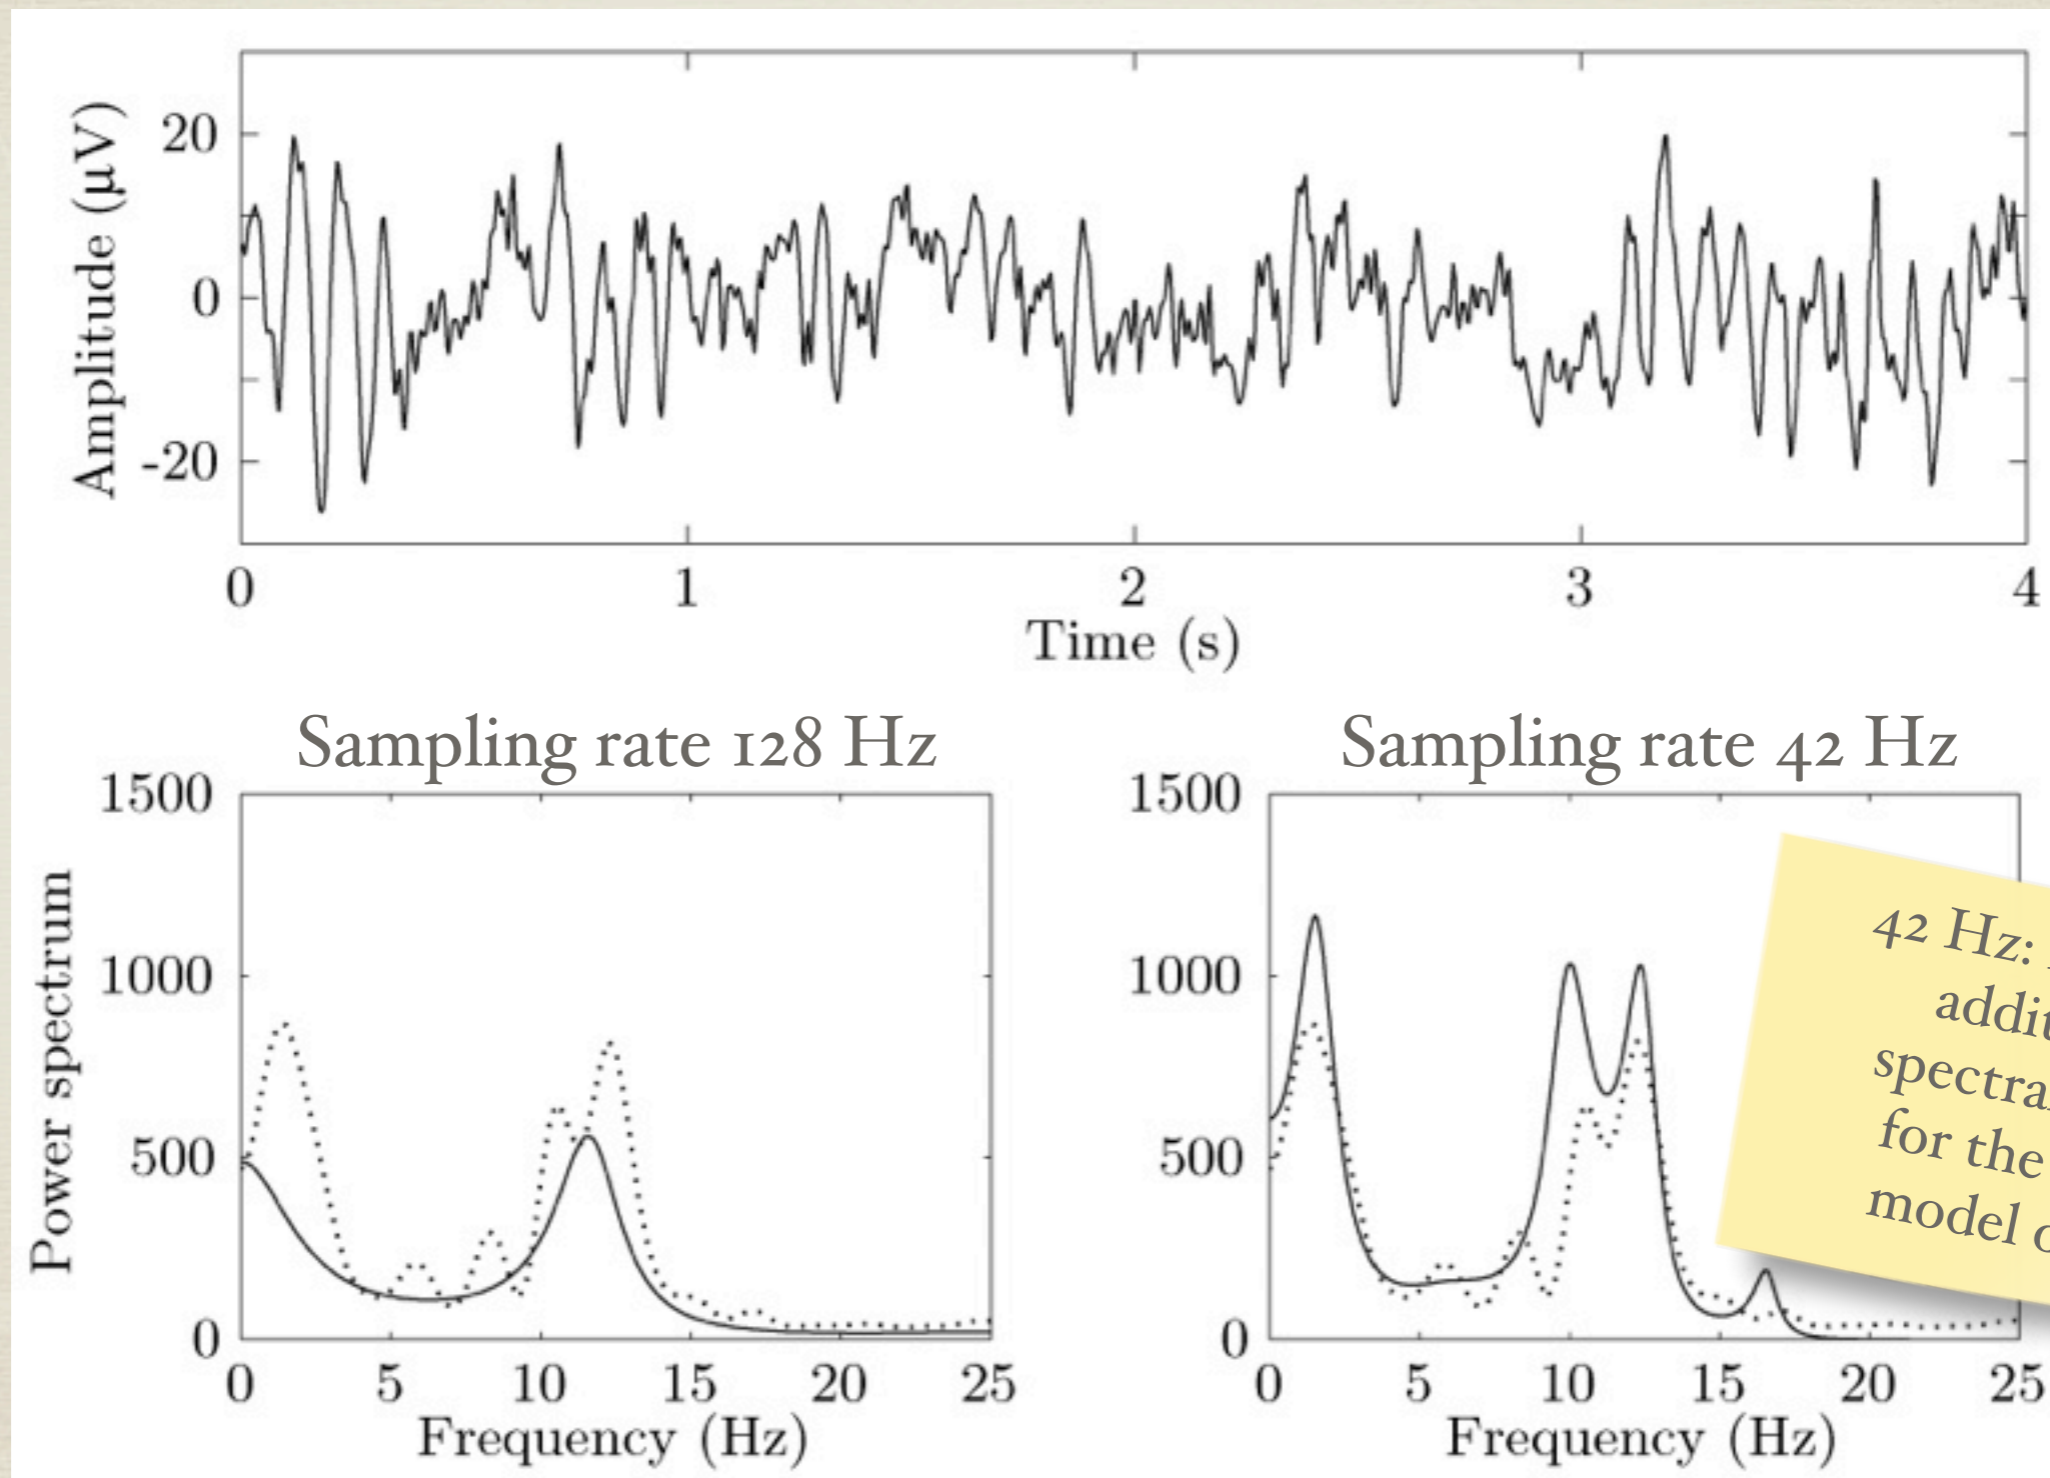 Amplitude (µV)
20
0
-20
0 1 2 3 4
Time (s)
Sampling rate 128 Hz
Sampling rate 42 Hz
Power spectrum
1500
1000
500
0
0 5 10 15 20 25
Frequency (Hz)
1500
1000
500
0
0 5 10 15 20 25
Frequency (Hz)
42 Hz:
for the
model